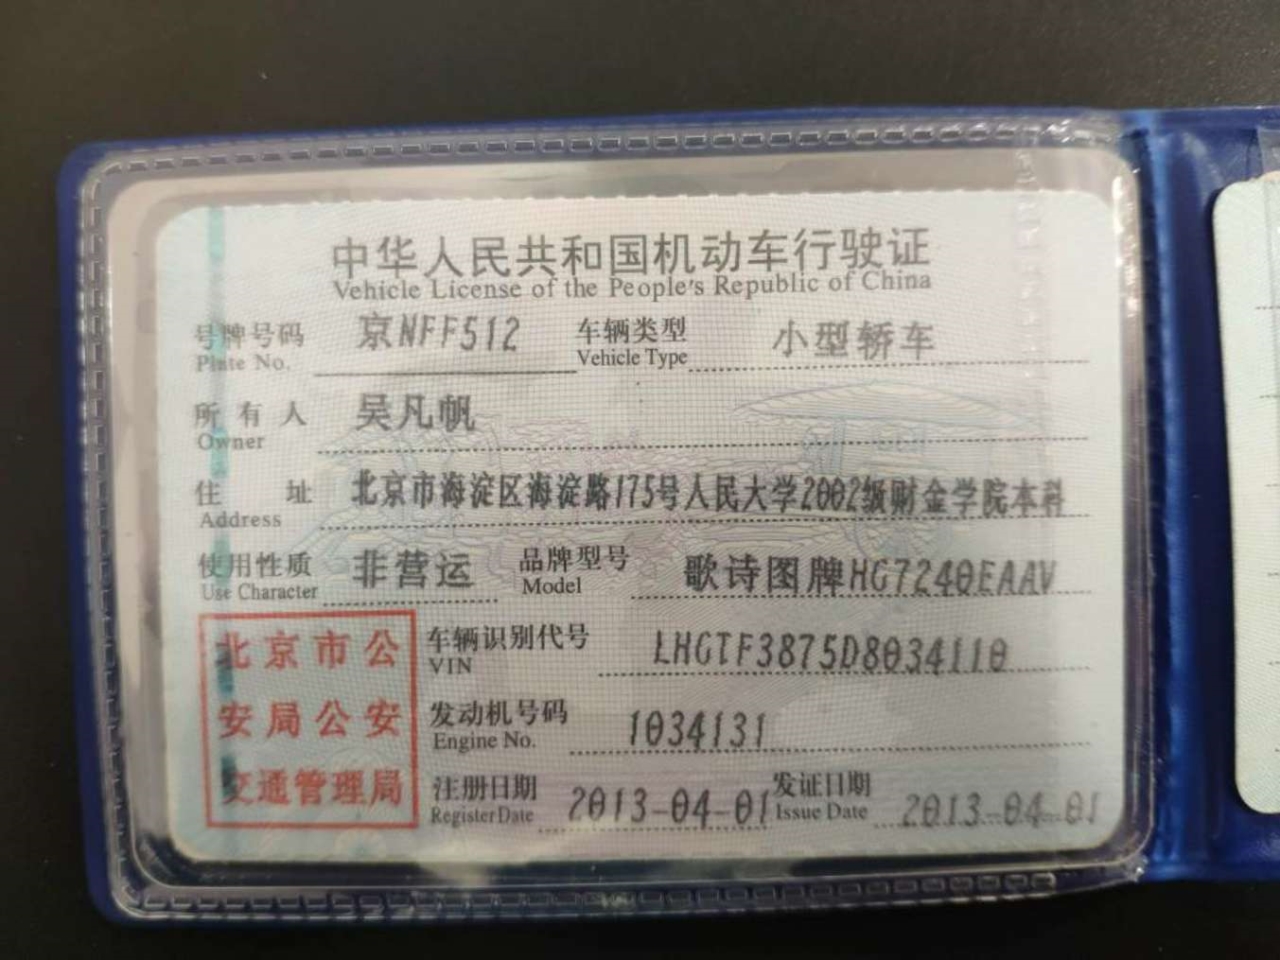 中华人民共和国机动车行驶证
Vehicle License of the People's Republic of China
号牌号码 京NFF512 车辆类型 小型轿车
Plate No. Vehicle Type
所有人 吴凡帆
Owner
住址 北京市海淀区海淀路175号人民大学2002级财金学院本科
Address
使用性质 非营运 品牌型号 歌诗图牌HG7240EAAV
Use Character Model
北京市公
安局公安
交通管理局
车辆识别代号 LHGTF3875D8034110
VIN
发动机号码 1034131
Engine No.
注册日期 2013-04-01 发证日期 2013-04-01
Register Date Issue Date